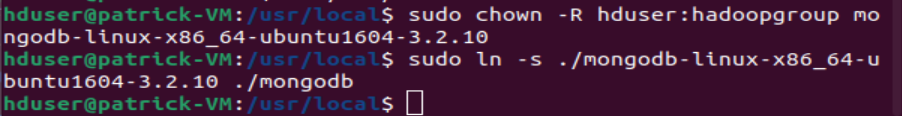 hduser@patrick-VM:/usr/local$ sudo chown -R hduser:hadoopgroup mo
ngodb-linux-x86_64-ubuntu1604-3.2.10
hduser@patrick-VM:/usr/local$ sudo ln -s ./mongodb-linux-x86_64-u
buntu1604-3.2.10 ./mongodb
hduser@patrick-VM:/usr/local$